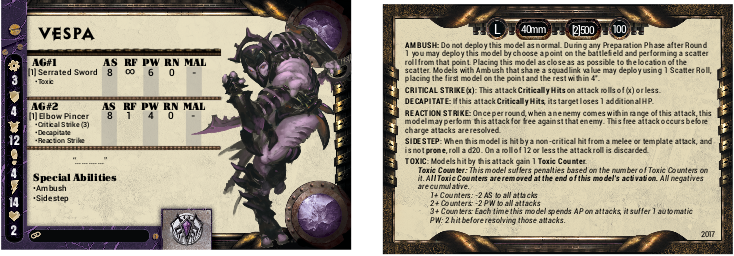 VESPA
AG#1 AS RF PW RN MAL
[1] Serrated Sword 8 ∞ 6 0 -
•Toxic
AG#2 AS RF PW RN MAL
[1] Elbow Pincer 8 1 4 0 -
•Critical Strike (3)
•Decapitate
•Reaction Strike
"............."
Special Abilities
•Ambush
•Sidestep
3
4
12
4
14
2
L 40mm [2]500 100
AMBUSH: Do not deploy this model as normal. During any Preparation Phase after Round
1 you may deploy this model by choose a point on the battlefield and performing a scatter
roll from that point. Placing this model as close as as possible to the location of the
scatter. Models with Ambush that share a squad link value may deploy using 1 Scatter Roll,
placing the first model on the point and the rest within 4".
CRITICAL STRIKE (x): This attack Critically Hits on attack rolls of (x) or less.
DECAPITATE: If this attack Critically Hits, its target loses 1 additional HP.
REACTION STRIKE: Once per round, when a enemy comes within range of this attack, this
model may perform this attack for free against that enemy. This free attack occurs before
charge attacks are resolved.
SIDESTEP: When this model is hit by a non-critical hit from a melee or template attack, and
is not prone, roll a d20. On a roll of 12 or less the attack roll is discarded.
TOXIC: Models hit by this attack gain 1 Toxic Counter.
Toxic Counter: This model suffers penalties based on the number of Toxic Counters on
it. All Toxic Counters are removed at the end of this model's activation. All negatives
are cumulative.
1+ Counters: -2 AS to all attacks
2+ Counters: -2 PW to all attacks
3+ Counters: Each time this model spends AP on attacks, it suffer 1 automatic
PW: 2 hit before resolving those attacks.
2017